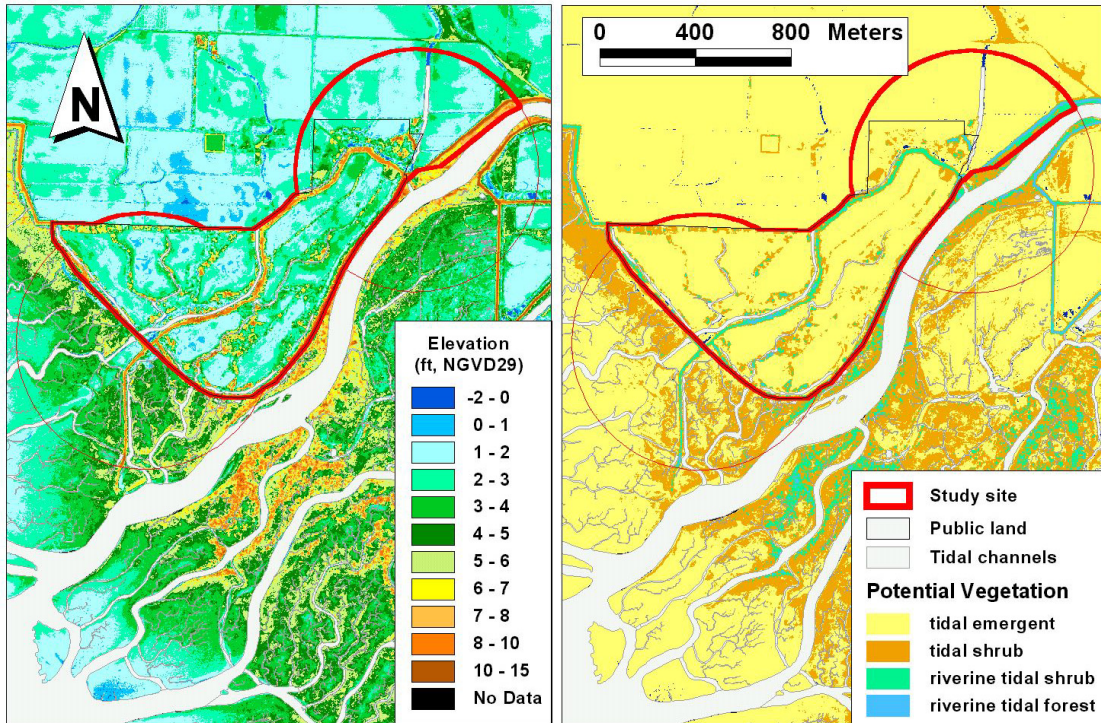 N
Elevation
(ft, NGVD29)
-2 - 0
0 - 1
1 - 2
2 - 3
3 - 4
4 - 5
5 - 6
6 - 7
7 - 8
8 - 10
10 - 15
No Data
0 400 800 Meters
Study site
Public land
Tidal channels
Potential Vegetation
tidal emergent
tidal shrub
riverine tidal shrub
riverine tidal forest